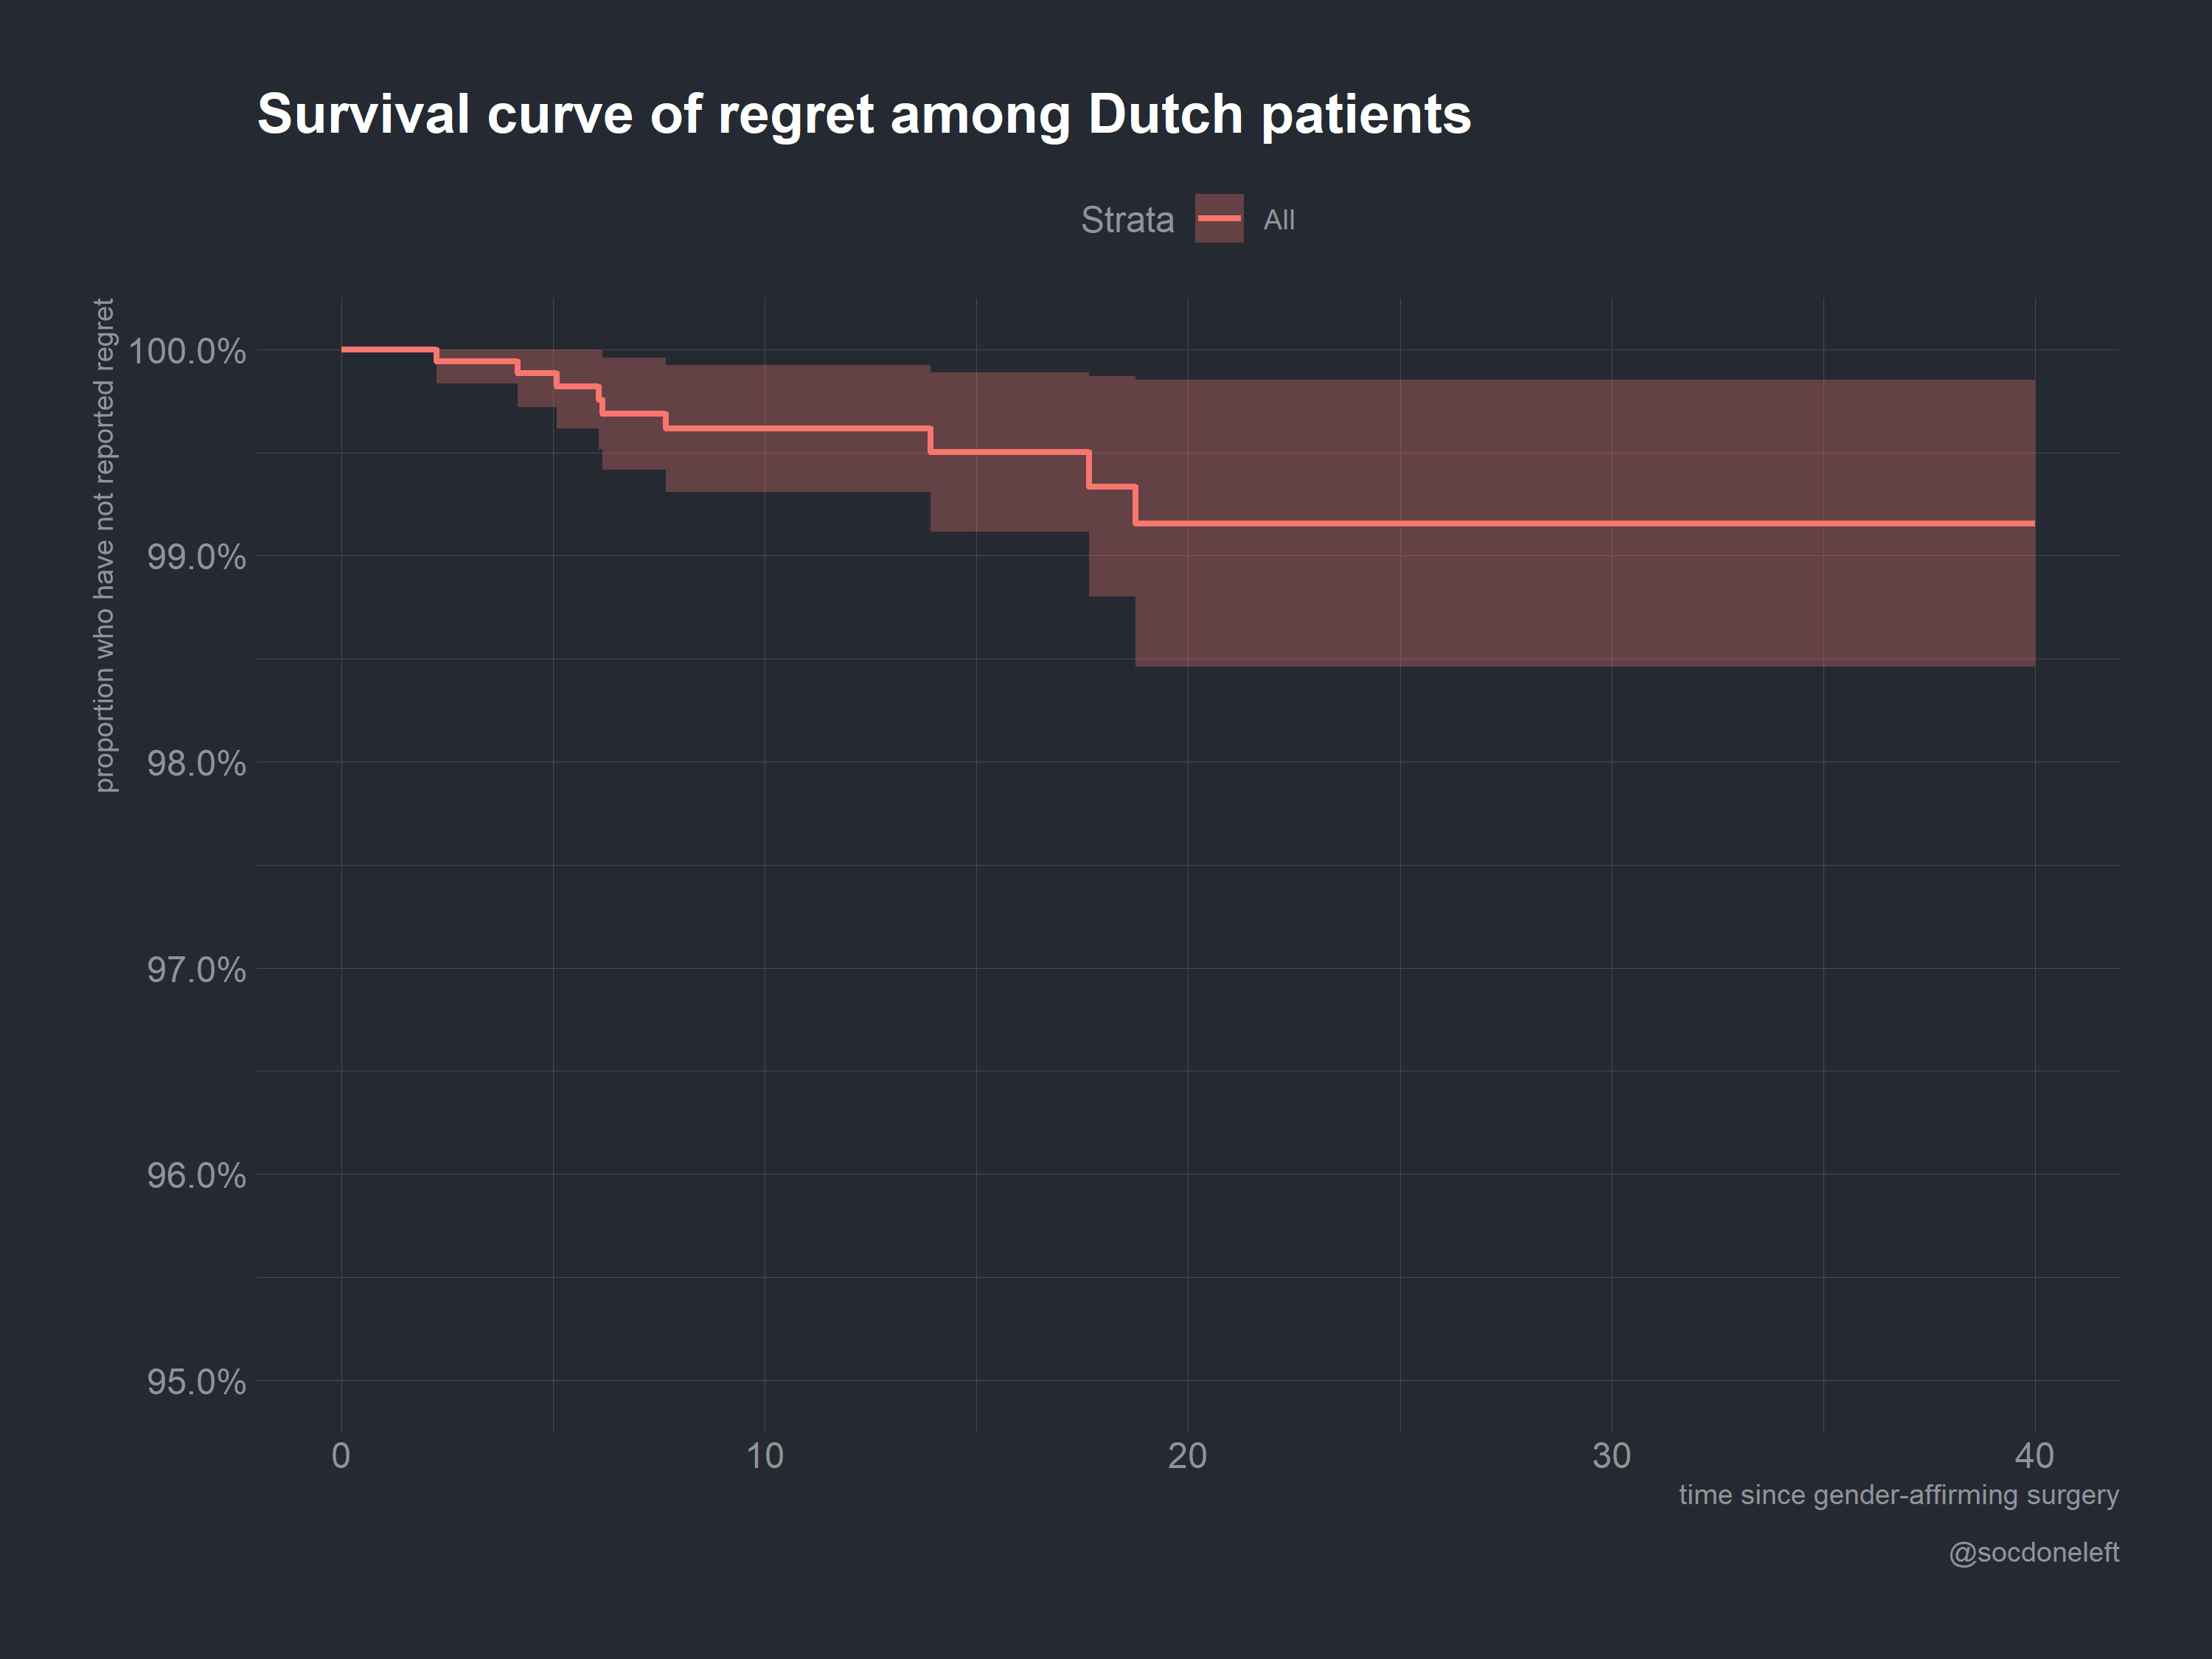 Survival curve of regret among Dutch patients
Strata All
proportion who have not reported regret
100.0%
99.0%
98.0%
97.0%
96.0%
95.0%
0 10 20 30 40
time since gender-affirming surgery
@socdoneleft